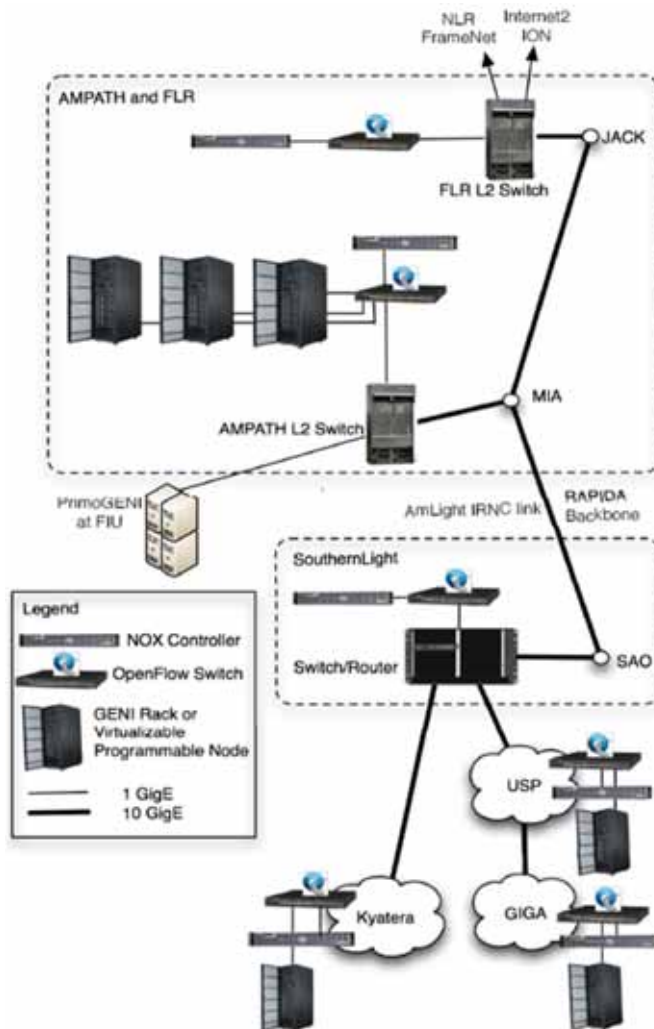 NLR
FrameNet
Internet2
ION
AMPATH and FLR
JACK
FLR L2 Switch
MIA
AMPATH L2 Switch
PrimoGENI
at FIU
AmLight IRNC link
RAPIDA
Backbone
SouthernLight
Switch/Router
SAO
Legend
NOX Controller
OpenFlow Switch
GENI Rack or
Virtualizable
Programmable Node
1 GigE
10 GigE
USP
Kyatera
GIGA